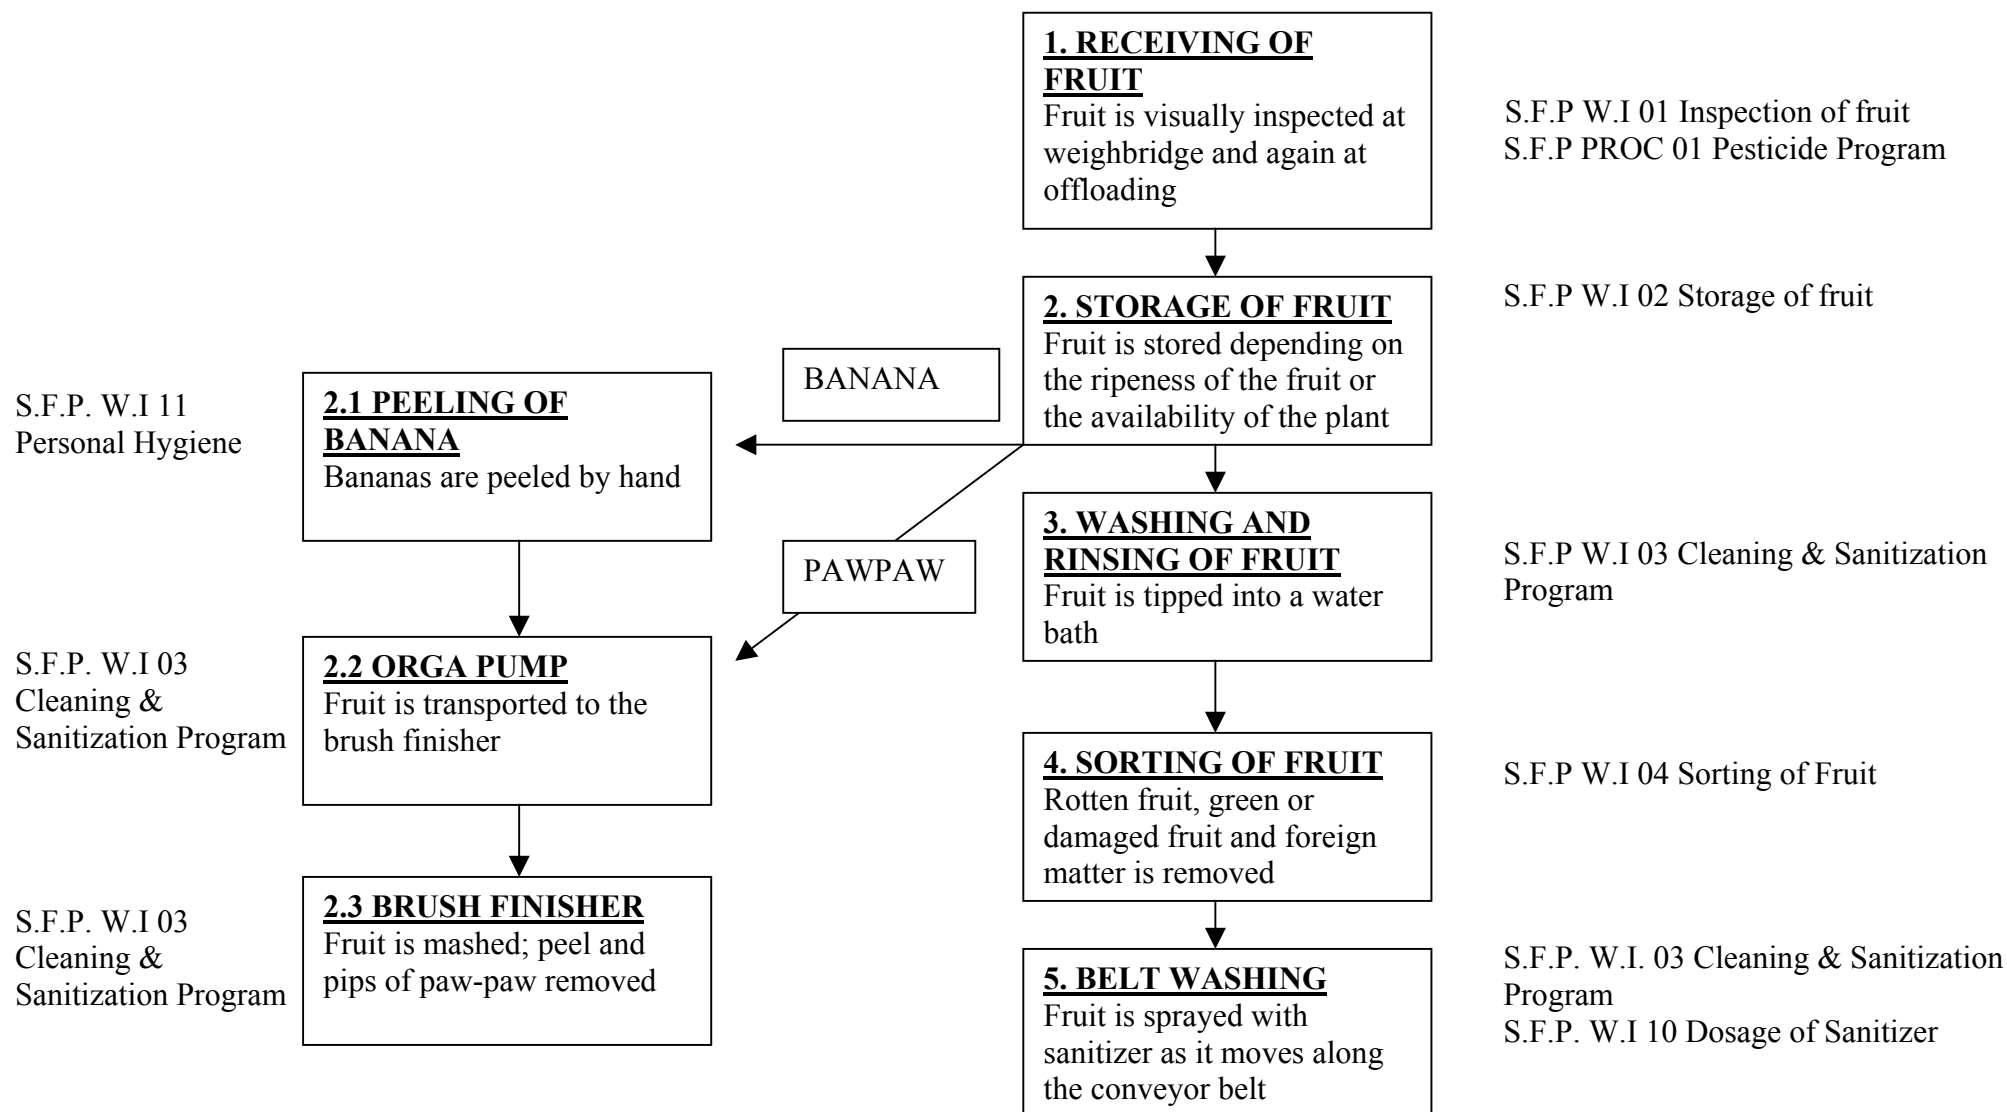 1. RECEIVING OF
FRUIT
Fruit is visually inspected at
weighbridge and again at
offloading
S.F.P W.I 01 Inspection of fruit
S.F.P PROC 01 Pesticide Program
2. STORAGE OF FRUIT
Fruit is stored depending on
the ripeness of the fruit or
the availability of the plant
S.F.P W.I 02 Storage of fruit
BANANA
S.F.P. W.I 11
Personal Hygiene
2.1 PEELING OF
BANANA
Bananas are peeled by hand
3. WASHING AND
RINSING OF FRUIT
Fruit is tipped into a water
bath
S.F.P W.I 03 Cleaning & Sanitization
Program
PAWPAW
S.F.P. W.I 03
Cleaning &
Sanitization Program
2.2 ORGA PUMP
Fruit is transported to the
brush finisher
4. SORTING OF FRUIT
Rotten fruit, green or
damaged fruit and foreign
matter is removed
S.F.P W.I 04 Sorting of Fruit
S.F.P. W.I 03
Cleaning &
Sanitization Program
2.3 BRUSH FINISHER
Fruit is mashed; peel and
pips of paw-paw removed
5. BELT WASHING
Fruit is sprayed with
sanitizer as it moves along
the conveyor belt
S.F.P. W.I. 03 Cleaning & Sanitization
Program
S.F.P. W.I 10 Dosage of Sanitizer